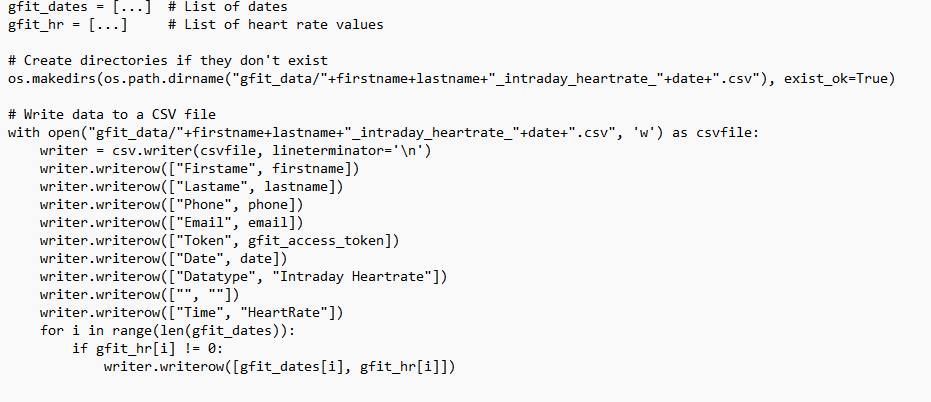 gfit_dates = [...]  # List of dates
gfit_hr = [...]     # List of heart rate values

# Create directories if they don't exist
os.makedirs(os.path.dirname("gfit_data/"+firstname+lastname+"_intraday_heartrate_"+date+".csv"), exist_ok=True)

# Write data to a CSV file
with open("gfit_data/"+firstname+lastname+"_intraday_heartrate_"+date+".csv", 'w') as csvfile:
    writer = csv.writer(csvfile, lineterminator='\n')
    writer.writerow(["Firstame", firstname])
    writer.writerow(["Lastame", lastname])
    writer.writerow(["Phone", phone])
    writer.writerow(["Email", email])
    writer.writerow(["Token", gfit_access_token])
    writer.writerow(["Date", date])
    writer.writerow(["Datatype", "Intraday Heartrate"])
    writer.writerow(["", ""])
    writer.writerow(["Time", "HeartRate"])
    for i in range(len(gfit_dates)):
        if gfit_hr[i] != 0:
            writer.writerow([gfit_dates[i], gfit_hr[i]])